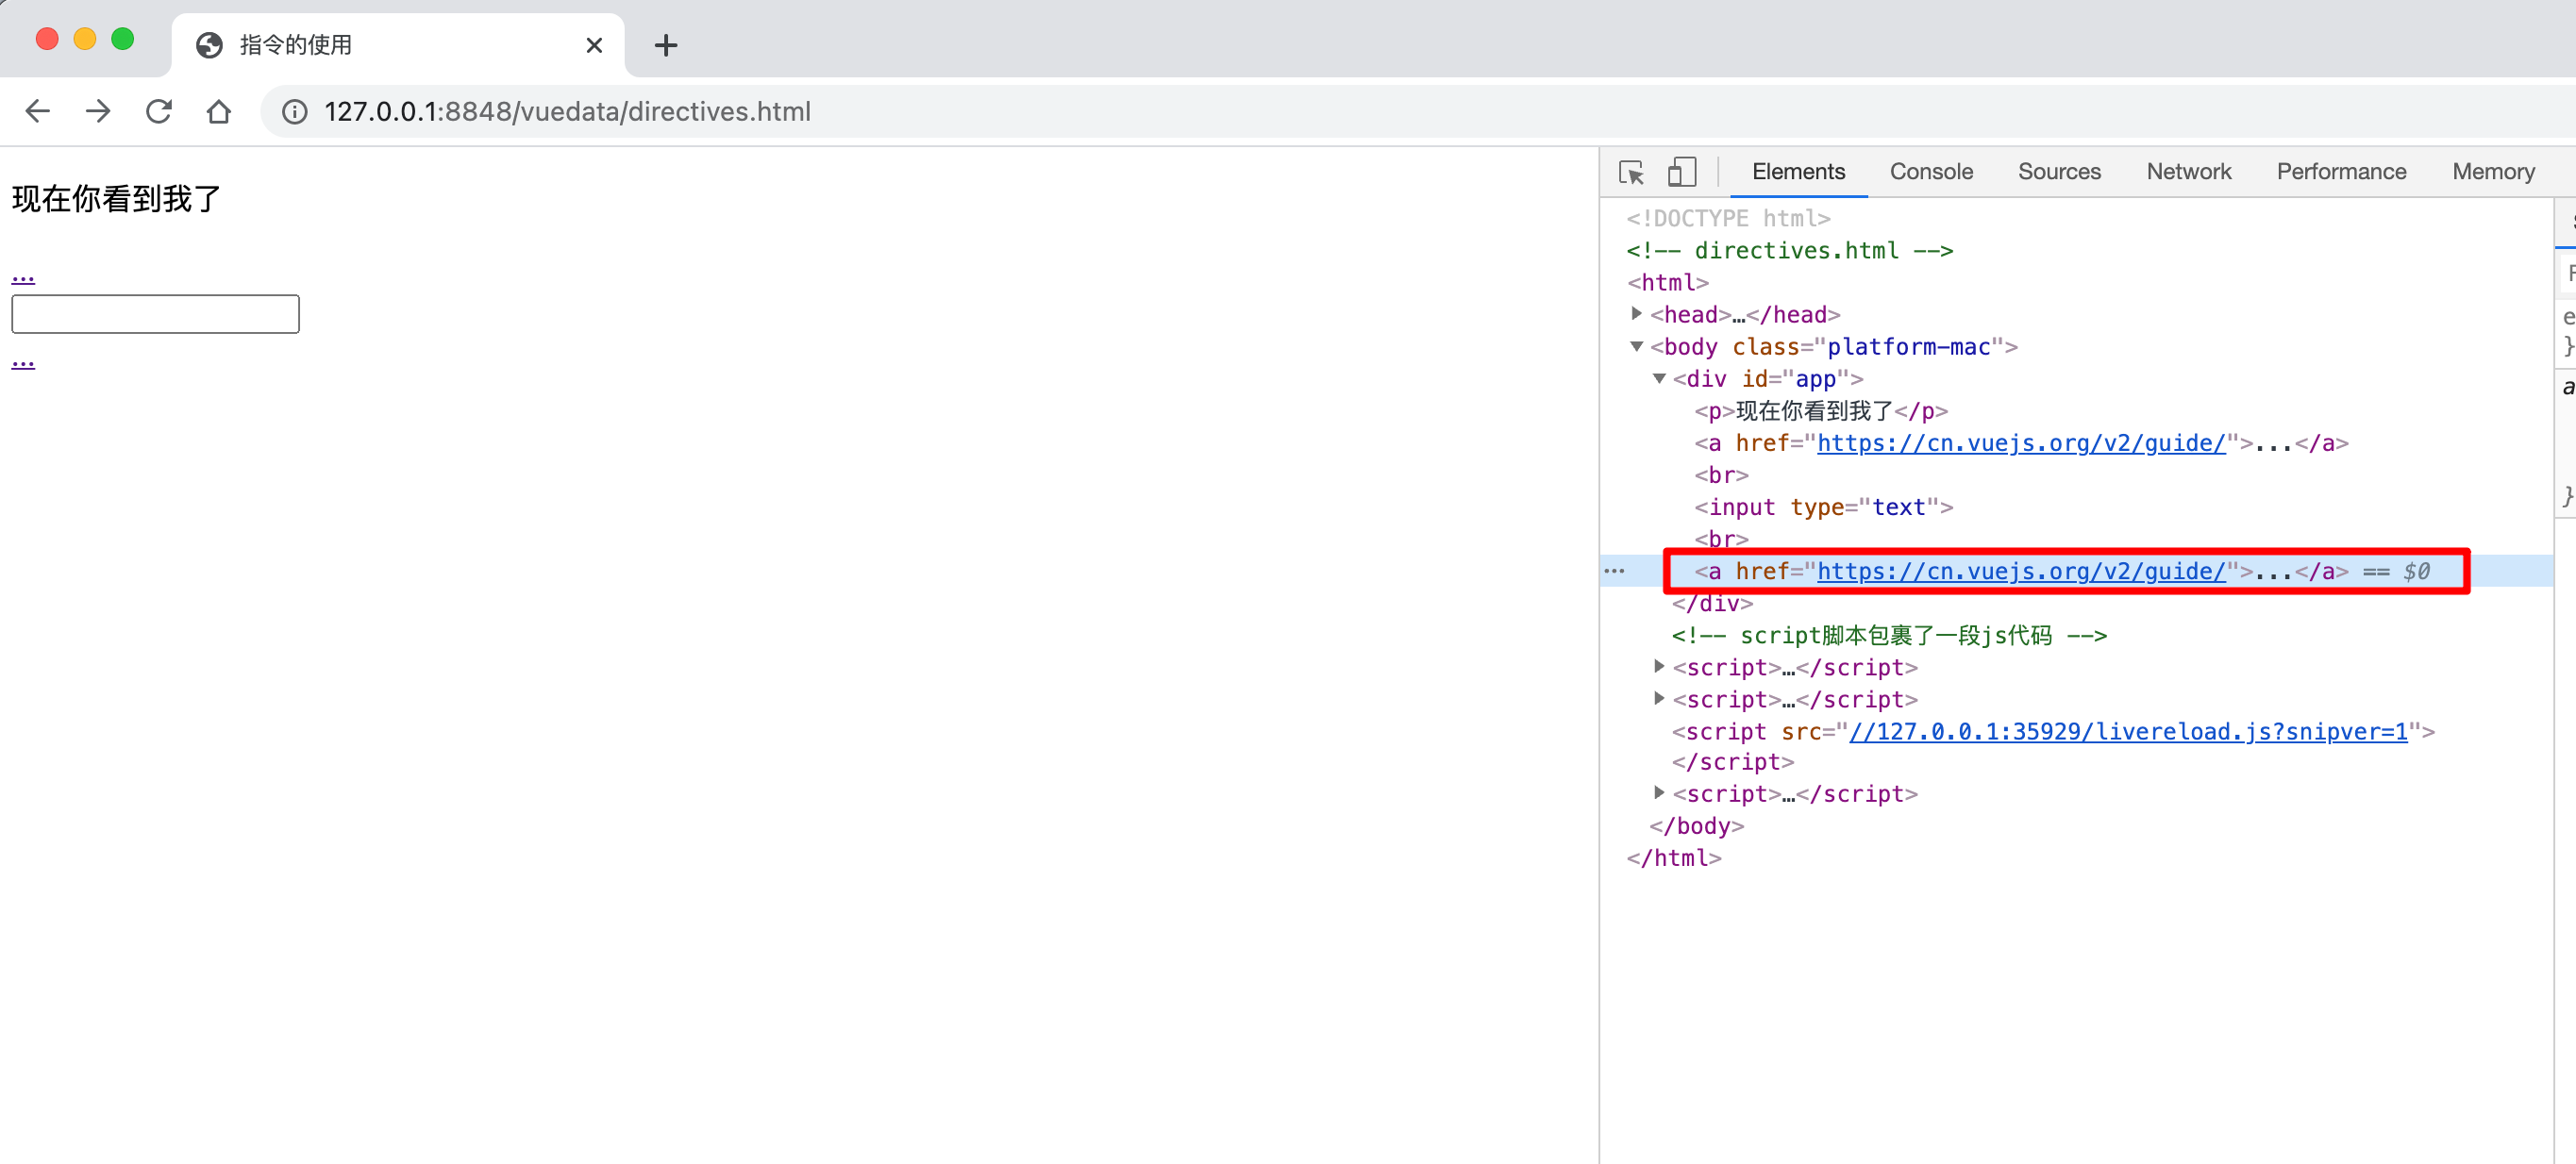 指令的使用
127.0.0.1:8848/vuedata/directives.html
现在你看到我了
...
...
Elements Console Sources Network Performance Memory
<!DOCTYPE html>
<!-- directives.html -->
<html>
<head>…</head>
<body class="platform-mac">
<div id="app">
<p>现在你看到我了</p>
<a href="https://cn.vuejs.org/v2/guide/">...</a>
<br>
<input type="text">
<br>
<a href="https://cn.vuejs.org/v2/guide/">...</a> == $0
</div>
<!-- script脚本包裹了一段js代码 -->
<script>…</script>
<script>…</script>
<script src="//127.0.0.1:35929/livereload.js?snipver=1">
</script>
<script>…</script>
</body>
</html>